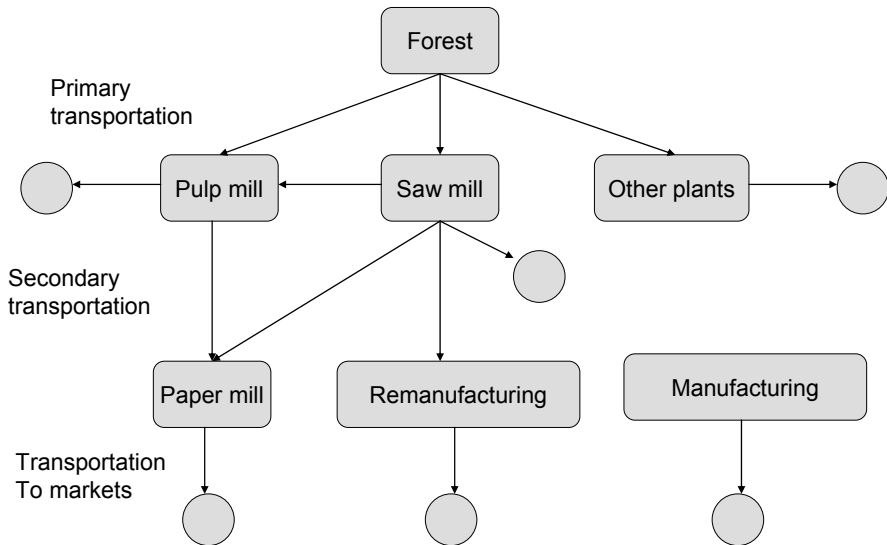 Forest
Primary
transportation
Pulp mill
Saw mill
Other plants
Secondary
transportation
Paper mill
Remanufacturing
Manufacturing
Transportation
To markets